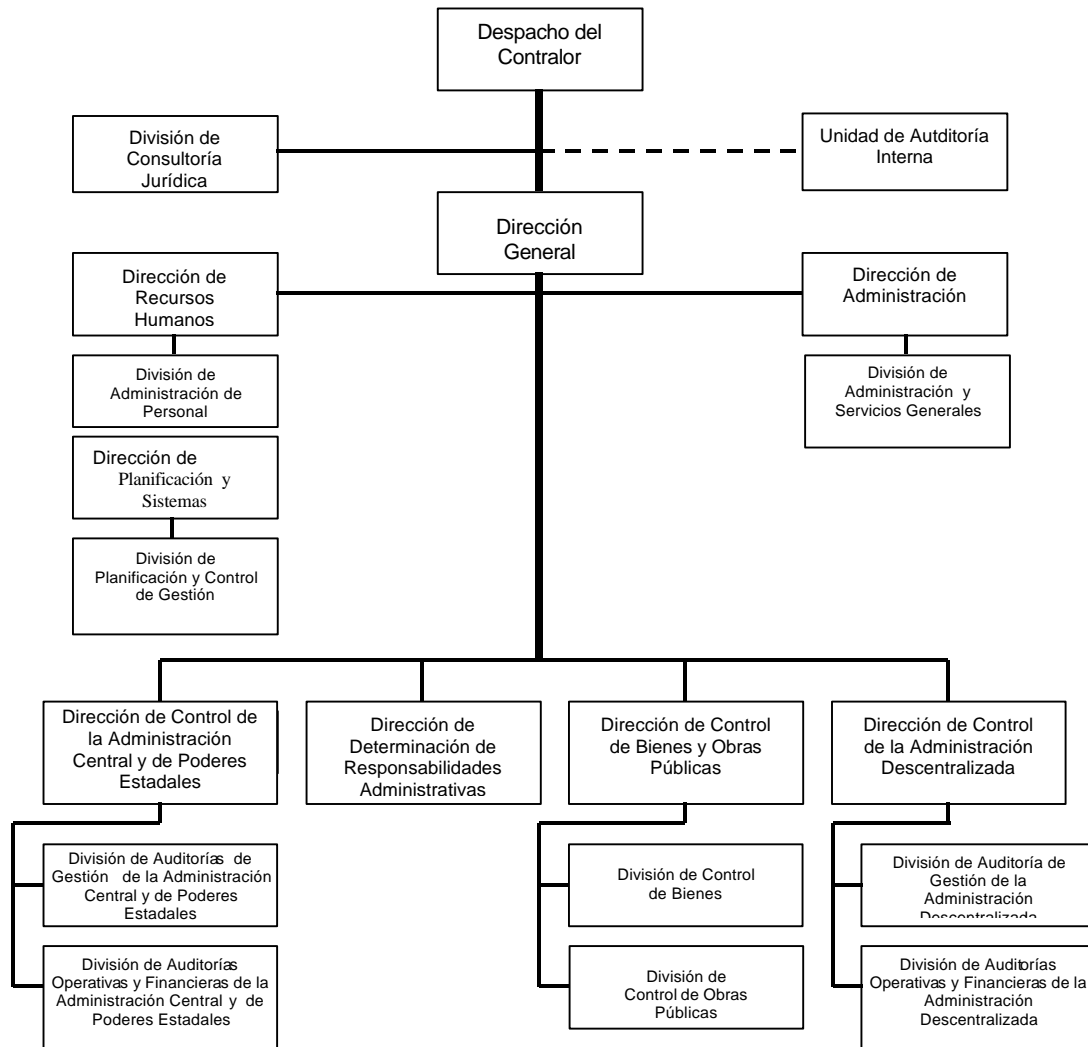 Despacho del
Contralor
División de
Consultoría
Jurídica
Unidad de Autditoría
Interna
Dirección
General
Dirección de
Recursos
Humanos
Dirección de
Administración
División de
Administración de
Personal
División de
Administración y
Servicios Generales
Dirección de
Planificación y
Sistemas
División de
Planificación y Control
de Gestión
Dirección de Control de
la Administración
Central y de Poderes
Estadales
Dirección de
Determinación de
Responsabilidades
Administrativas
Dirección de Control
de Bienes y Obras
Públicas
Dirección de Control
de la Administración
Descentralizada
División de Auditorías de
Gestión de la Administración
Central y de Poderes
Estadales
División de Control
de Bienes
División de Auditoría de
Gestión de la
Administración
Descentralizada
División de Auditorías
Operativas y Financieras de la
Administración Central y de
Poderes Estadales
División de
Control de Obras
Públicas
División de Auditorías
Operativas y Financieras de la
Administración
Descentralizada